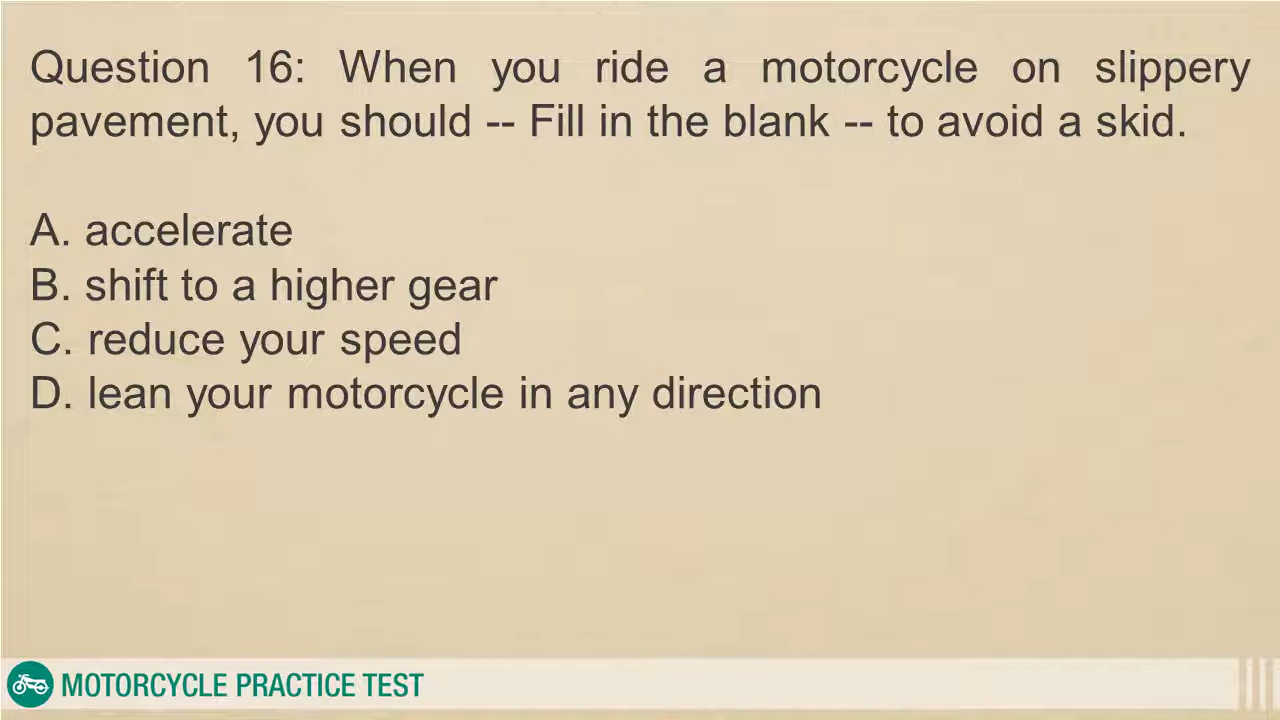 Question 16: When you ride a motorcycle on slippery
pavement, you should -- Fill in the blank -- to avoid a skid.
A. accelerate
B. shift to a higher gear
C. reduce your speed
D. lean your motorcycle in any direction
MOTORCYCLE PRACTICE TEST